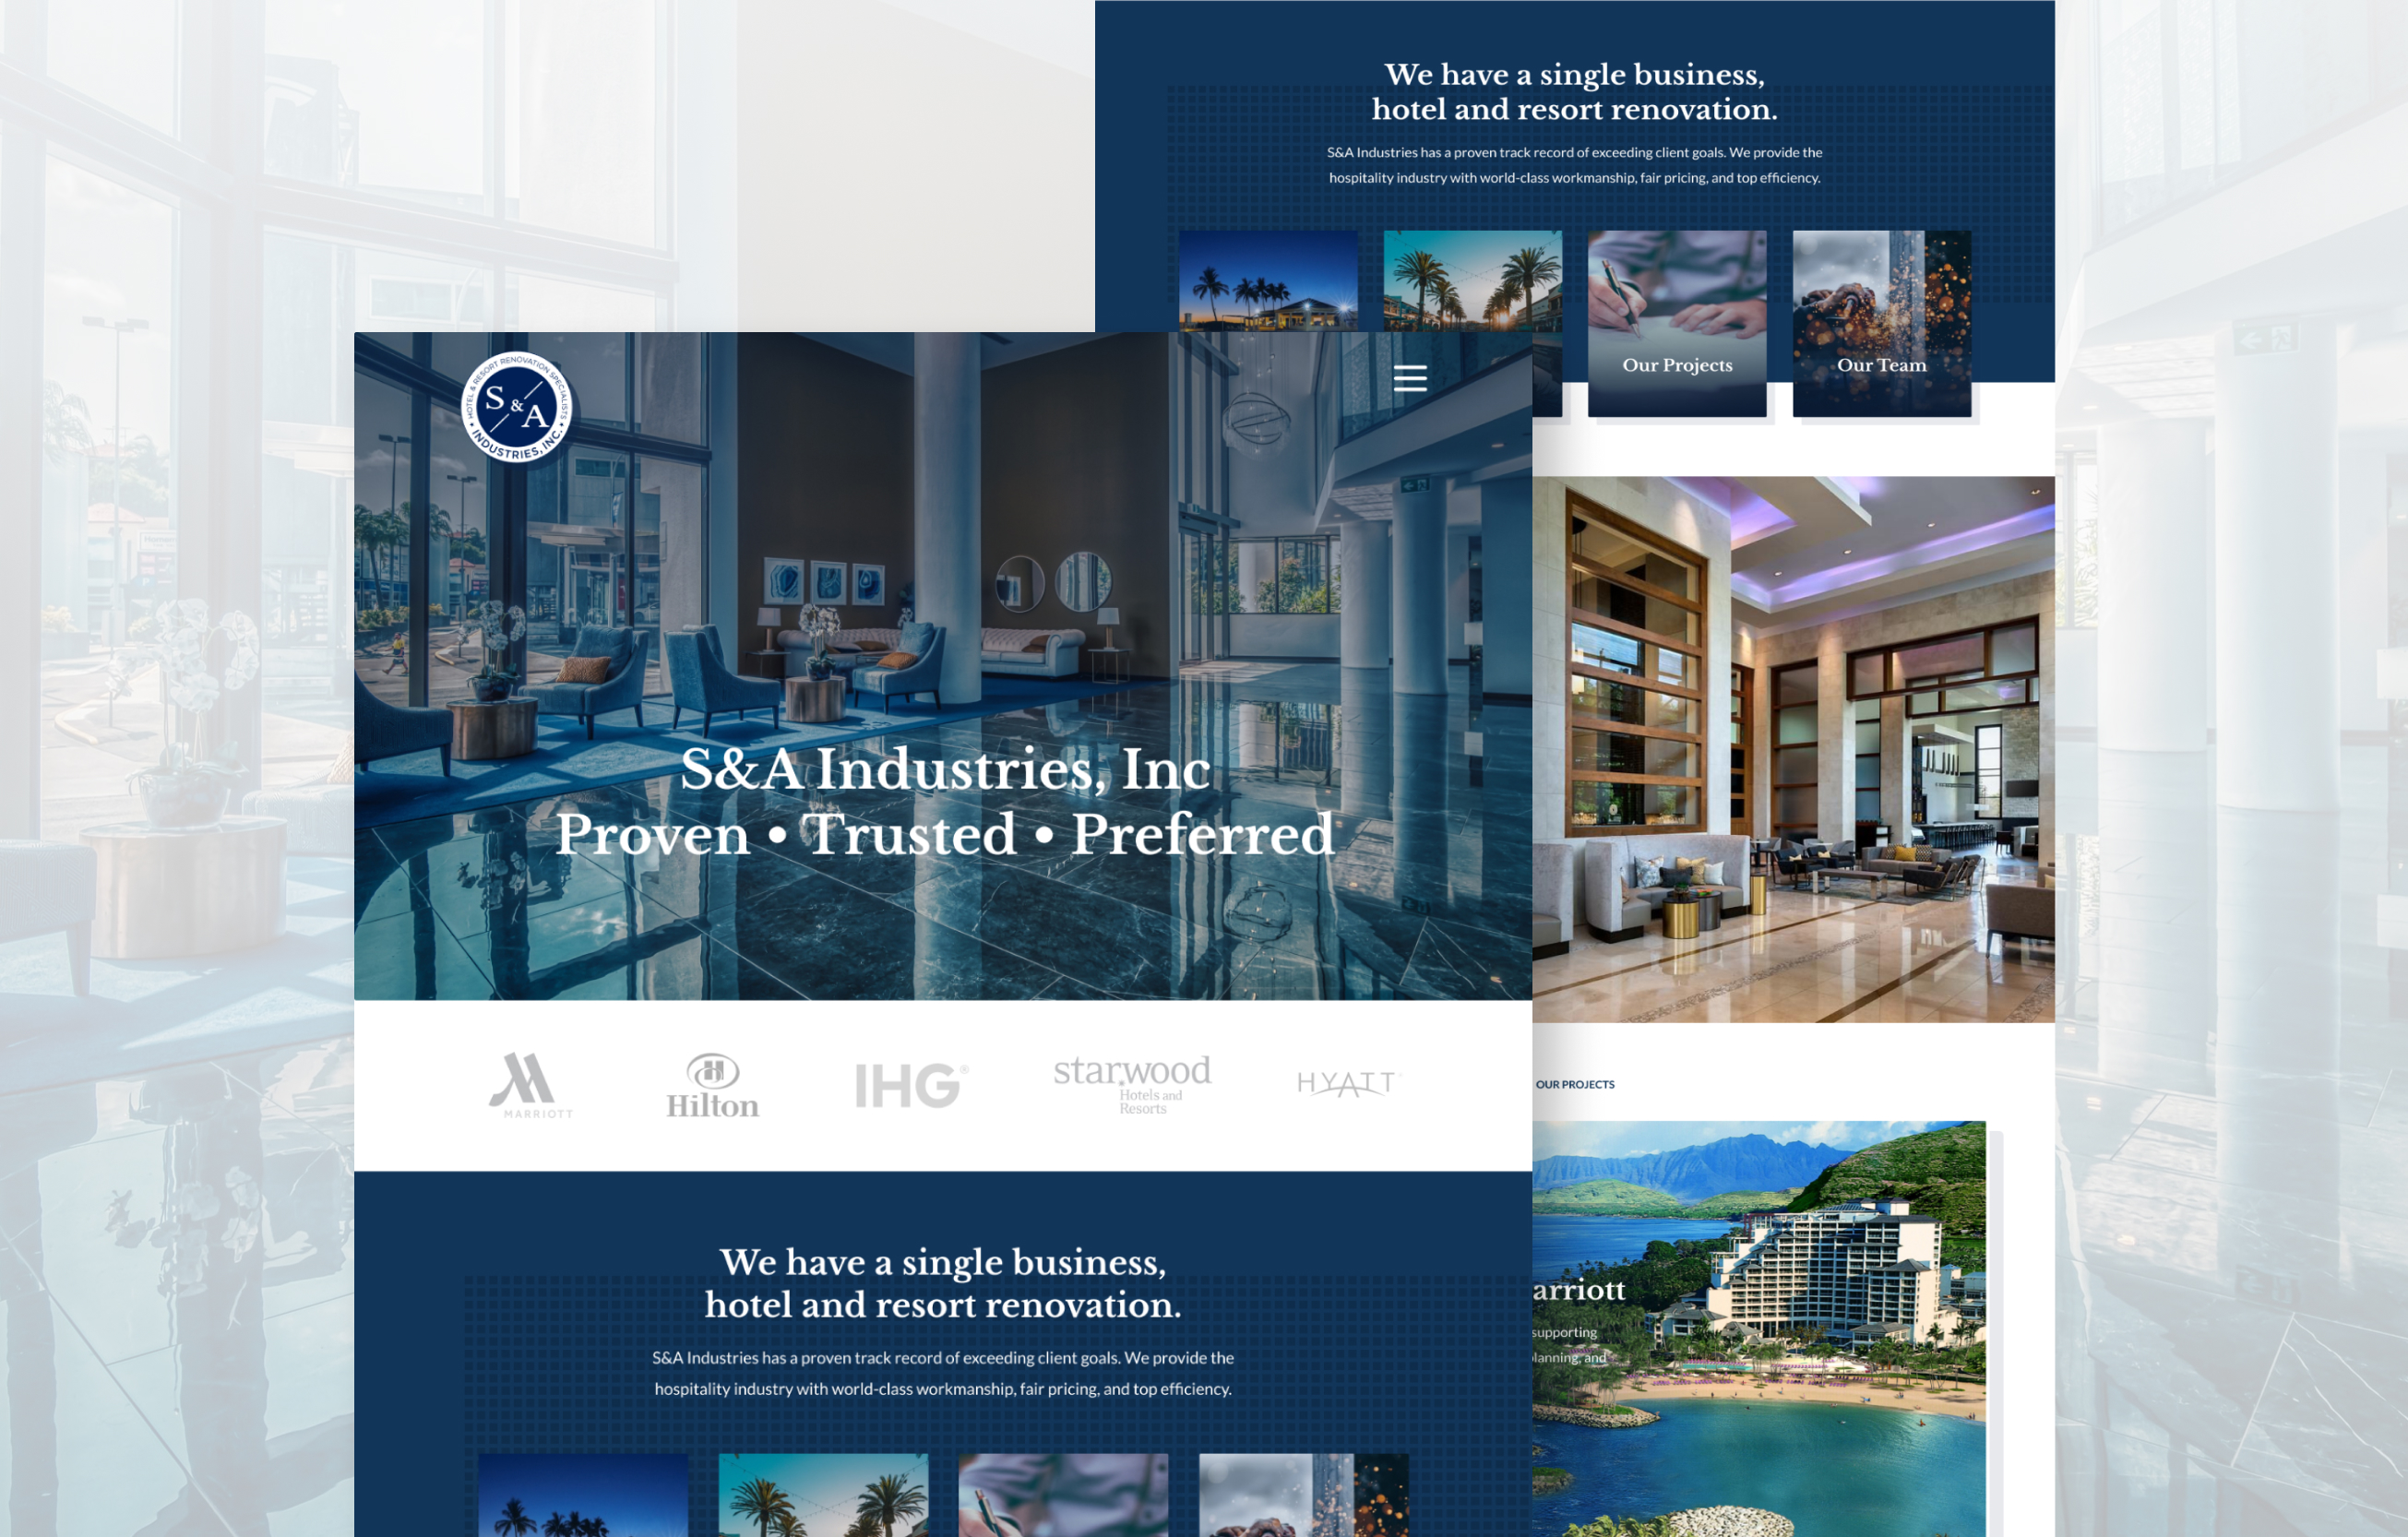 We have a single business,
hotel and resort renovation.
S&A Industries has a proven track record of exceeding client goals. We provide the
hospitality industry with world-class workmanship, fair pricing, and top efficiency.
Our Projects
Our Team
HOTEL & RESORT RENOVATION SPECIALISTS
S&A
INDUSTRIES, INC.
S&A Industries, Inc
Proven • Trusted • Preferred
MARRIOTT
Hilton
IHG®
starwood
Hotels and
Resorts
HYATT
OUR PROJECTS
arriott
supporting
lanning, and
We have a single business,
hotel and resort renovation.
S&A Industries has a proven track record of exceeding client goals. We provide the
hospitality industry with world-class workmanship, fair pricing, and top efficiency.